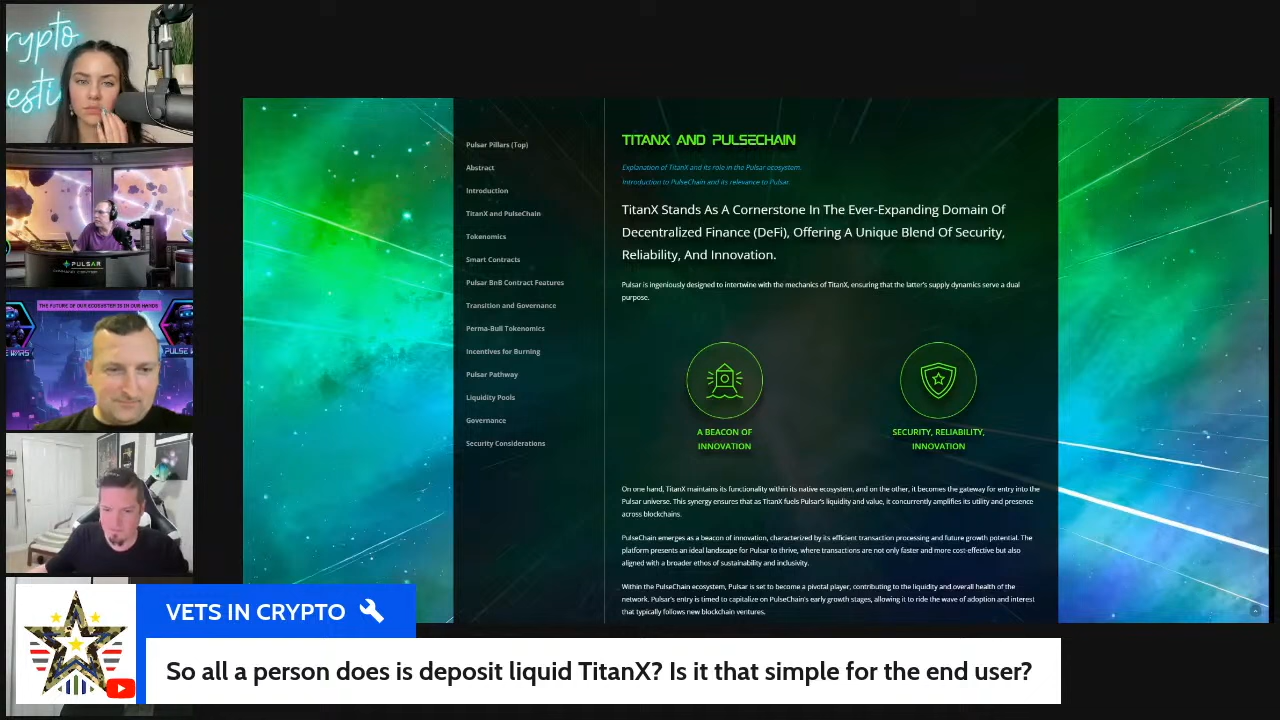 rypto
esti
PULSAR
COMMAND CENTER
THE FUTURE OF OUR ECOSYSTEM IS IN OUR HANDS
E WARS
PULSE W
Pulsar Pillars (Top)
Abstract
Introduction
TitanX and PulseChain
Tokenomics
Smart Contracts
Pulsar BnB Contract Features
Transition and Governance
Perma-Bull Tokenomics
Incentives for Burning
Pulsar Pathway
Liquidity Pools
Governance
Security Considerations
TITANX AND PULSECHAIN
Explanation of TitanX and its role in the Pulsar ecosystem.
Introduction to PulseChain and its relevance to Pulsar.
TitanX Stands As A Cornerstone In The Ever-Expanding Domain Of
Decentralized Finance (DeFi), Offering A Unique Blend Of Security,
Reliability, And Innovation.
Pulsar is ingeniously designed to intertwine with the mechanics of TitanX, ensuring that the latter's supply dynamics serve a dual
purpose.
A BEACON OF
INNOVATION
SECURITY, RELIABILITY,
INNOVATION
On one hand, TitanX maintains its functionality within its native ecosystem, and on the other, it becomes the gateway for entry into the
Pulsar universe. This synergy ensures that as TitanX fuels Pulsar's liquidity and value, it concurrently amplifies its utility and presence
across blockchains.
PulseChain emerges as a beacon of innovation, characterized by its efficient transaction processing and future growth potential. The
platform presents an ideal landscape for Pulsar to thrive, where transactions are not only faster and more cost-effective but also
aligned with a broader ethos of sustainability and inclusivity.
Within the PulseChain ecosystem, Pulsar is set to become a pivotal player, contributing to the liquidity and overall health of the
network. Pulsar's entry is timed to capitalize on PulseChain's early growth stages, allowing it to ride the wave of adoption and interest
that typically follows new blockchain ventures.
VETS IN CRYPTO
So all a person does is deposit liquid TitanX? Is it that simple for the end user?